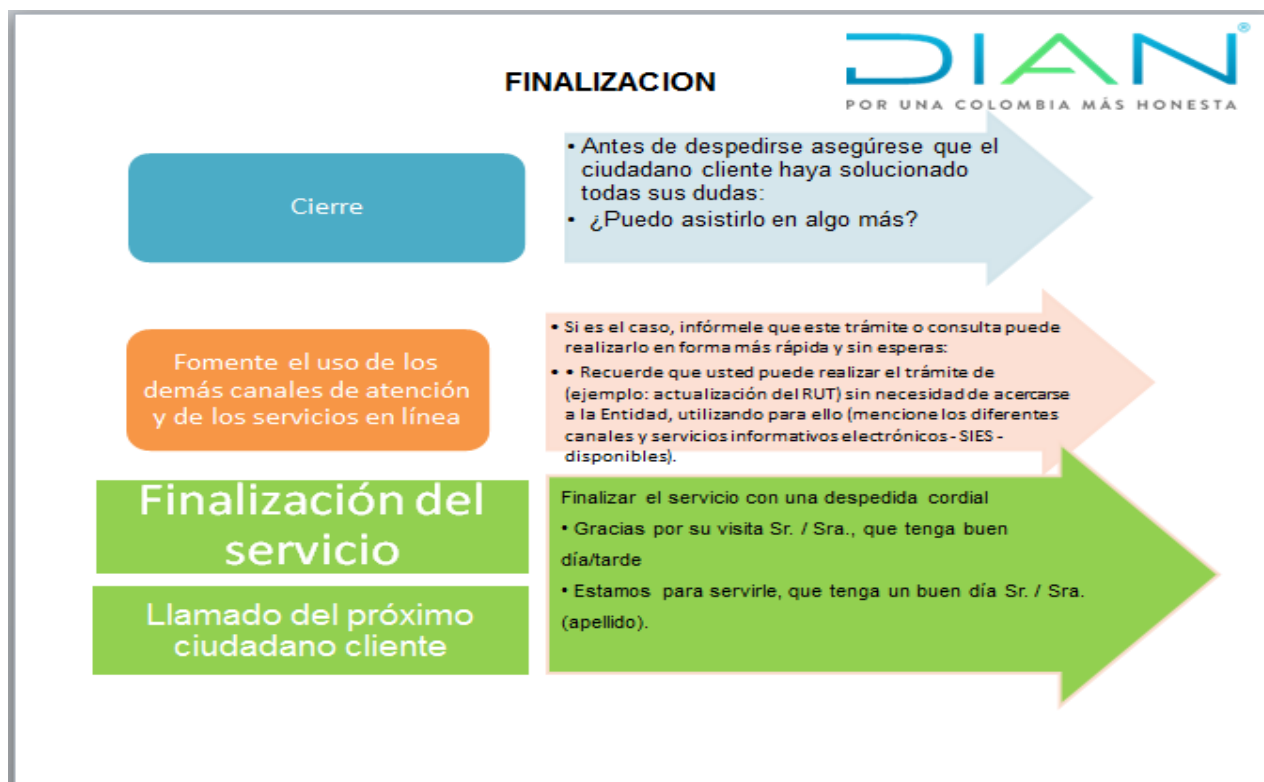 DIAN®
POR UNA COLOMBIA MÁS HONESTA
FINALIZACION
Cierre
• Antes de despedirse asegúrese que el
ciudadano cliente haya solucionado
todas sus dudas:
• ¿Puedo asistirlo en algo más?
Fomente el uso de los
demás canales de atención
y de los servicios en línea
• Si es el caso, infórmele que este trámite o consulta puede
realizarlo en forma más rápida y sin esperas:
• • Recuerde que usted puede realizar el trámite de
(ejemplo: actualización del RUT) sin necesidad de acercarse
a la Entidad, utilizando para ello (mencione los diferentes
canales y servicios informativos electrónicos - SIES -
disponibles).
Finalización del
servicio
Llamado del próximo
ciudadano cliente
Finalizar el servicio con una despedida cordial
• Gracias por su visita Sr. / Sra., que tenga buen
día/tarde
• Estamos para servirle, que tenga un buen día Sr. / Sra.
(apellido).